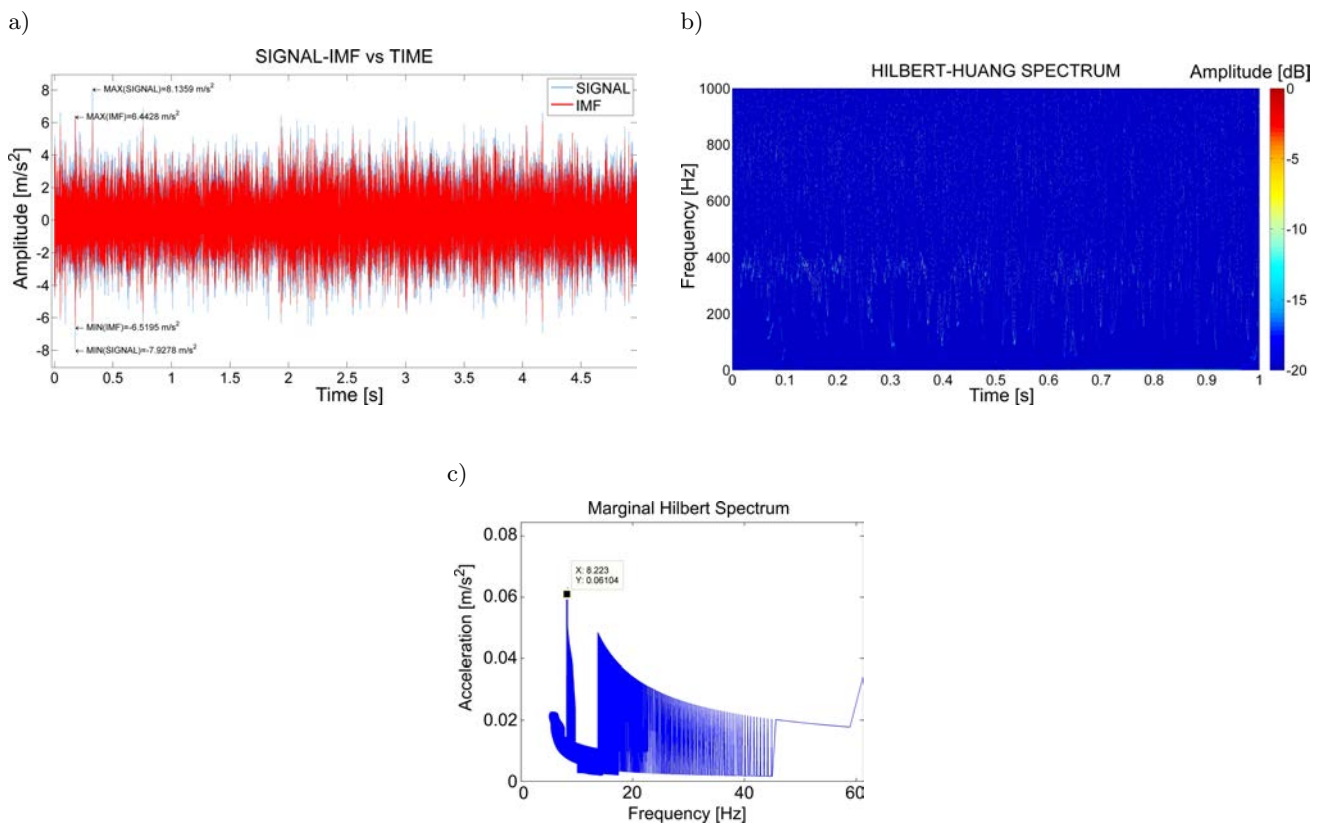 a)
SIGNAL-IMF vs TIME
8
6
4
2
0
-2
-4
-6
-8
Amplitude [m/s²]
← MAX(SIGNAL)=8.1359 m/s²
← MAX(IMF)=6.4428 m/s²
SIGNAL
IMF
← MIN(IMF)=-6.5195 m/s²
← MIN(SIGNAL)=-7.9278 m/s²
0 0.5 1 1.5 2 2.5 3 3.5 4 4.5
Time [s]
b)
HILBERT-HUANG SPECTRUM
Amplitude [dB]
1000
800
600
400
200
0
Frequency [Hz]
0 0.1 0.2 0.3 0.4 0.5 0.6 0.7 0.8 0.9 1
Time [s]
0
-5
-10
-15
-20
c)
Marginal Hilbert Spectrum
0.08
0.06
0.04
0.02
0
Acceleration [m/s²]
X: 8.223
Y: 0.06104
0 20 40 60
Frequency [Hz]